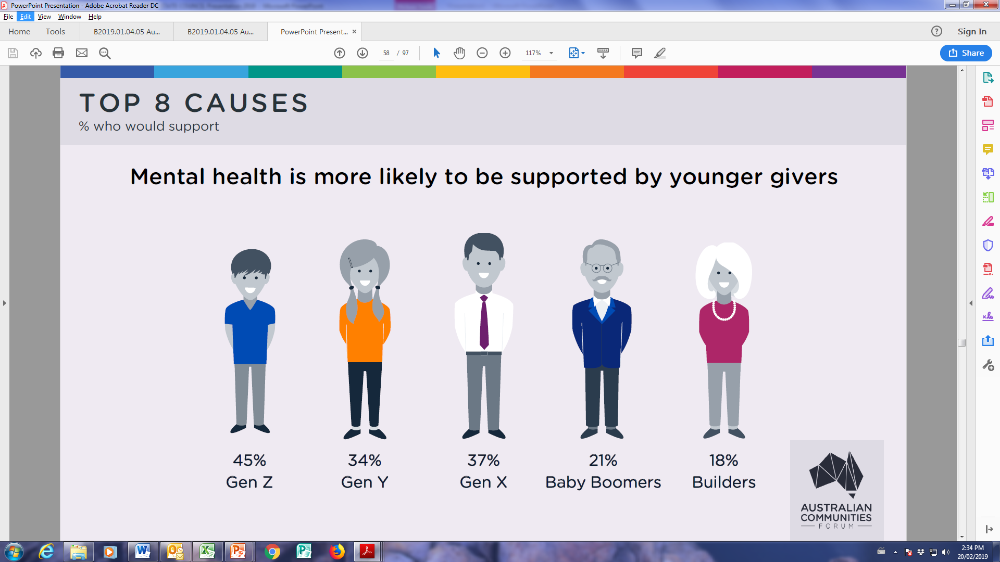 PowerPoint Presentation - Adobe Acrobat Reader DC
File Edit View Window Help
Home Tools B2019.01.04.05 Au... B2019.01.04.05 Au... PowerPoint Present... Sign In
58 / 97 117% Share
TOP 8 CAUSES
% who would support
Mental health is more likely to be supported by younger givers
45% 34% 37% 21% 18%
Gen Z Gen Y Gen X Baby Boomers Builders
AUSTRALIAN
COMMUNITIES
FORUM
2:34 PM
20/02/2019